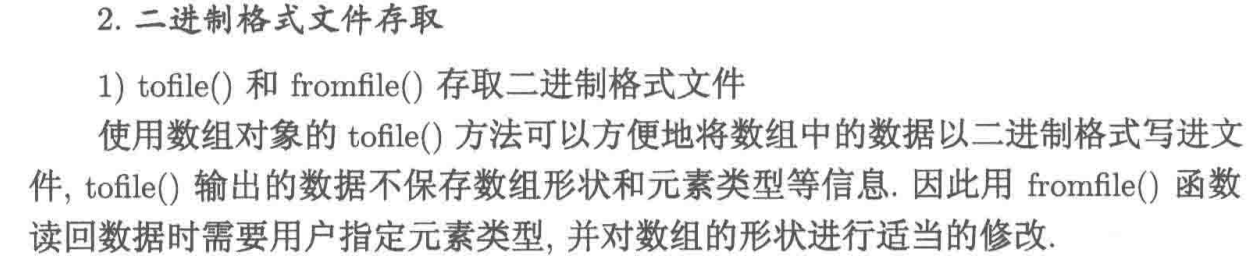 2. 二进制格式文件存取
1) tofile() 和 fromfile() 存取二进制格式文件
使用数组对象的 tofile() 方法可以方便地将数组中的数据以二进制格式写进文
件, tofile() 输出的数据不保存数组形状和元素类型等信息. 因此用 fromfile() 函数
读回数据时需要用户指定元素类型, 并对数组的形状进行适当的修改.